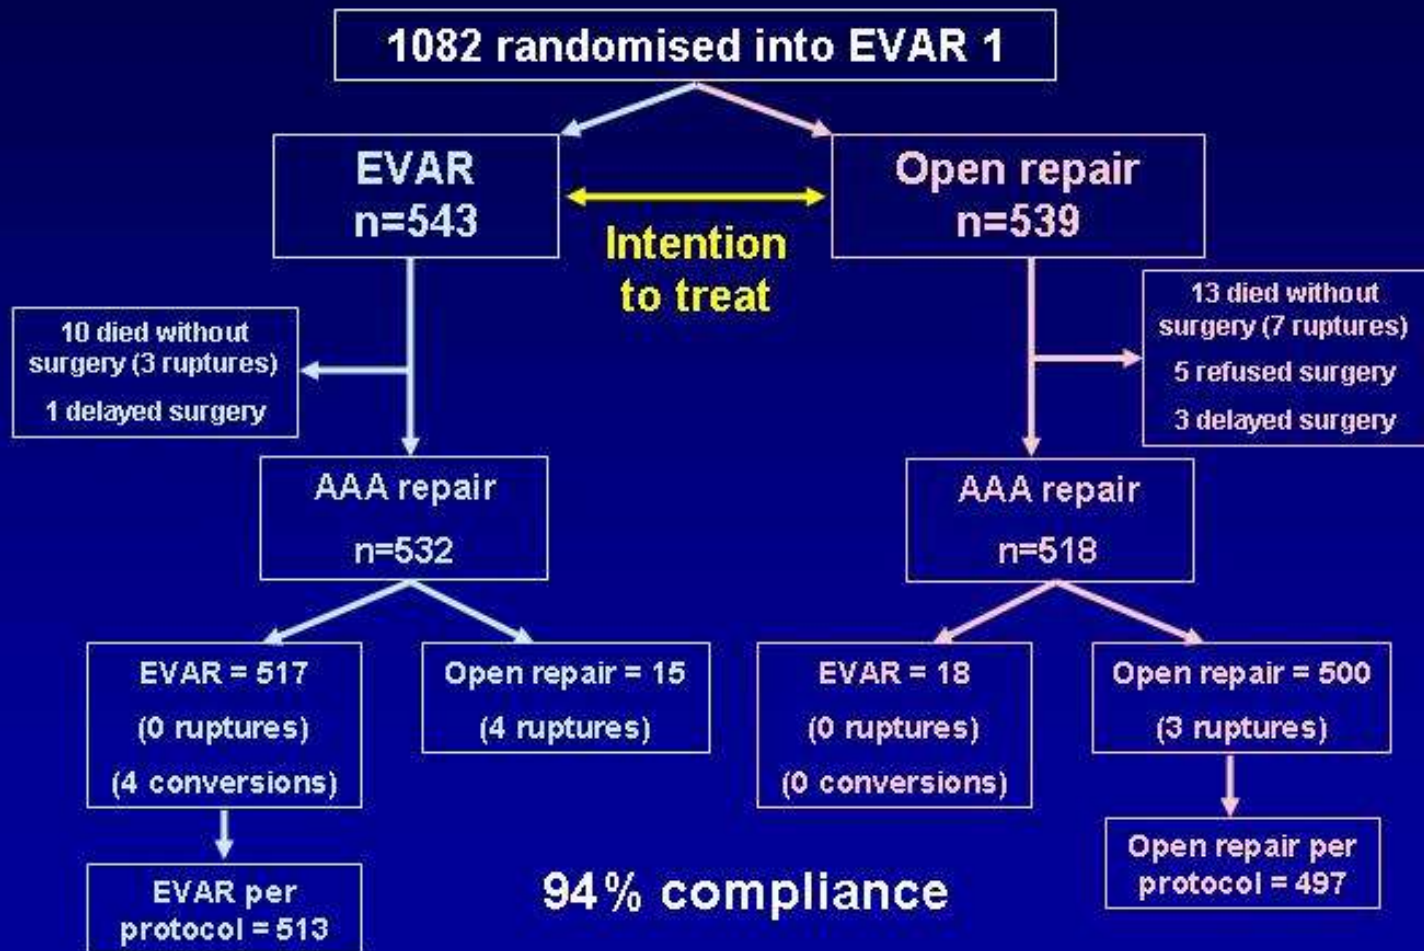 1082 randomised into EVAR 1
EVAR
n=543
Open repair
n=539
Intention
to treat
10 died without
surgery (3 ruptures)
1 delayed surgery
13 died without
surgery (7 ruptures)
5 refused surgery
3 delayed surgery
AAA repair
n=532
AAA repair
n=518
EVAR = 517
(0 ruptures)
(4 conversions)
Open repair = 15
(4 ruptures)
EVAR = 18
(0 ruptures)
(0 conversions)
Open repair = 500
(3 ruptures)
EVAR per
protocol = 513
94% compliance
Open repair per
protocol = 497